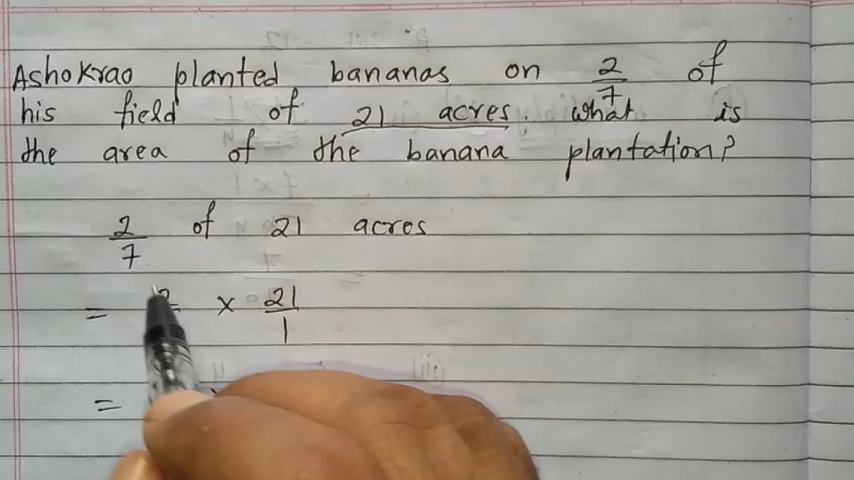 Ashokrao planted bananas on 2/7 of
his field of 21 acres. what is
the area of the banana plantation?
2/7 of 21 acres
= 2 × 21/1
=